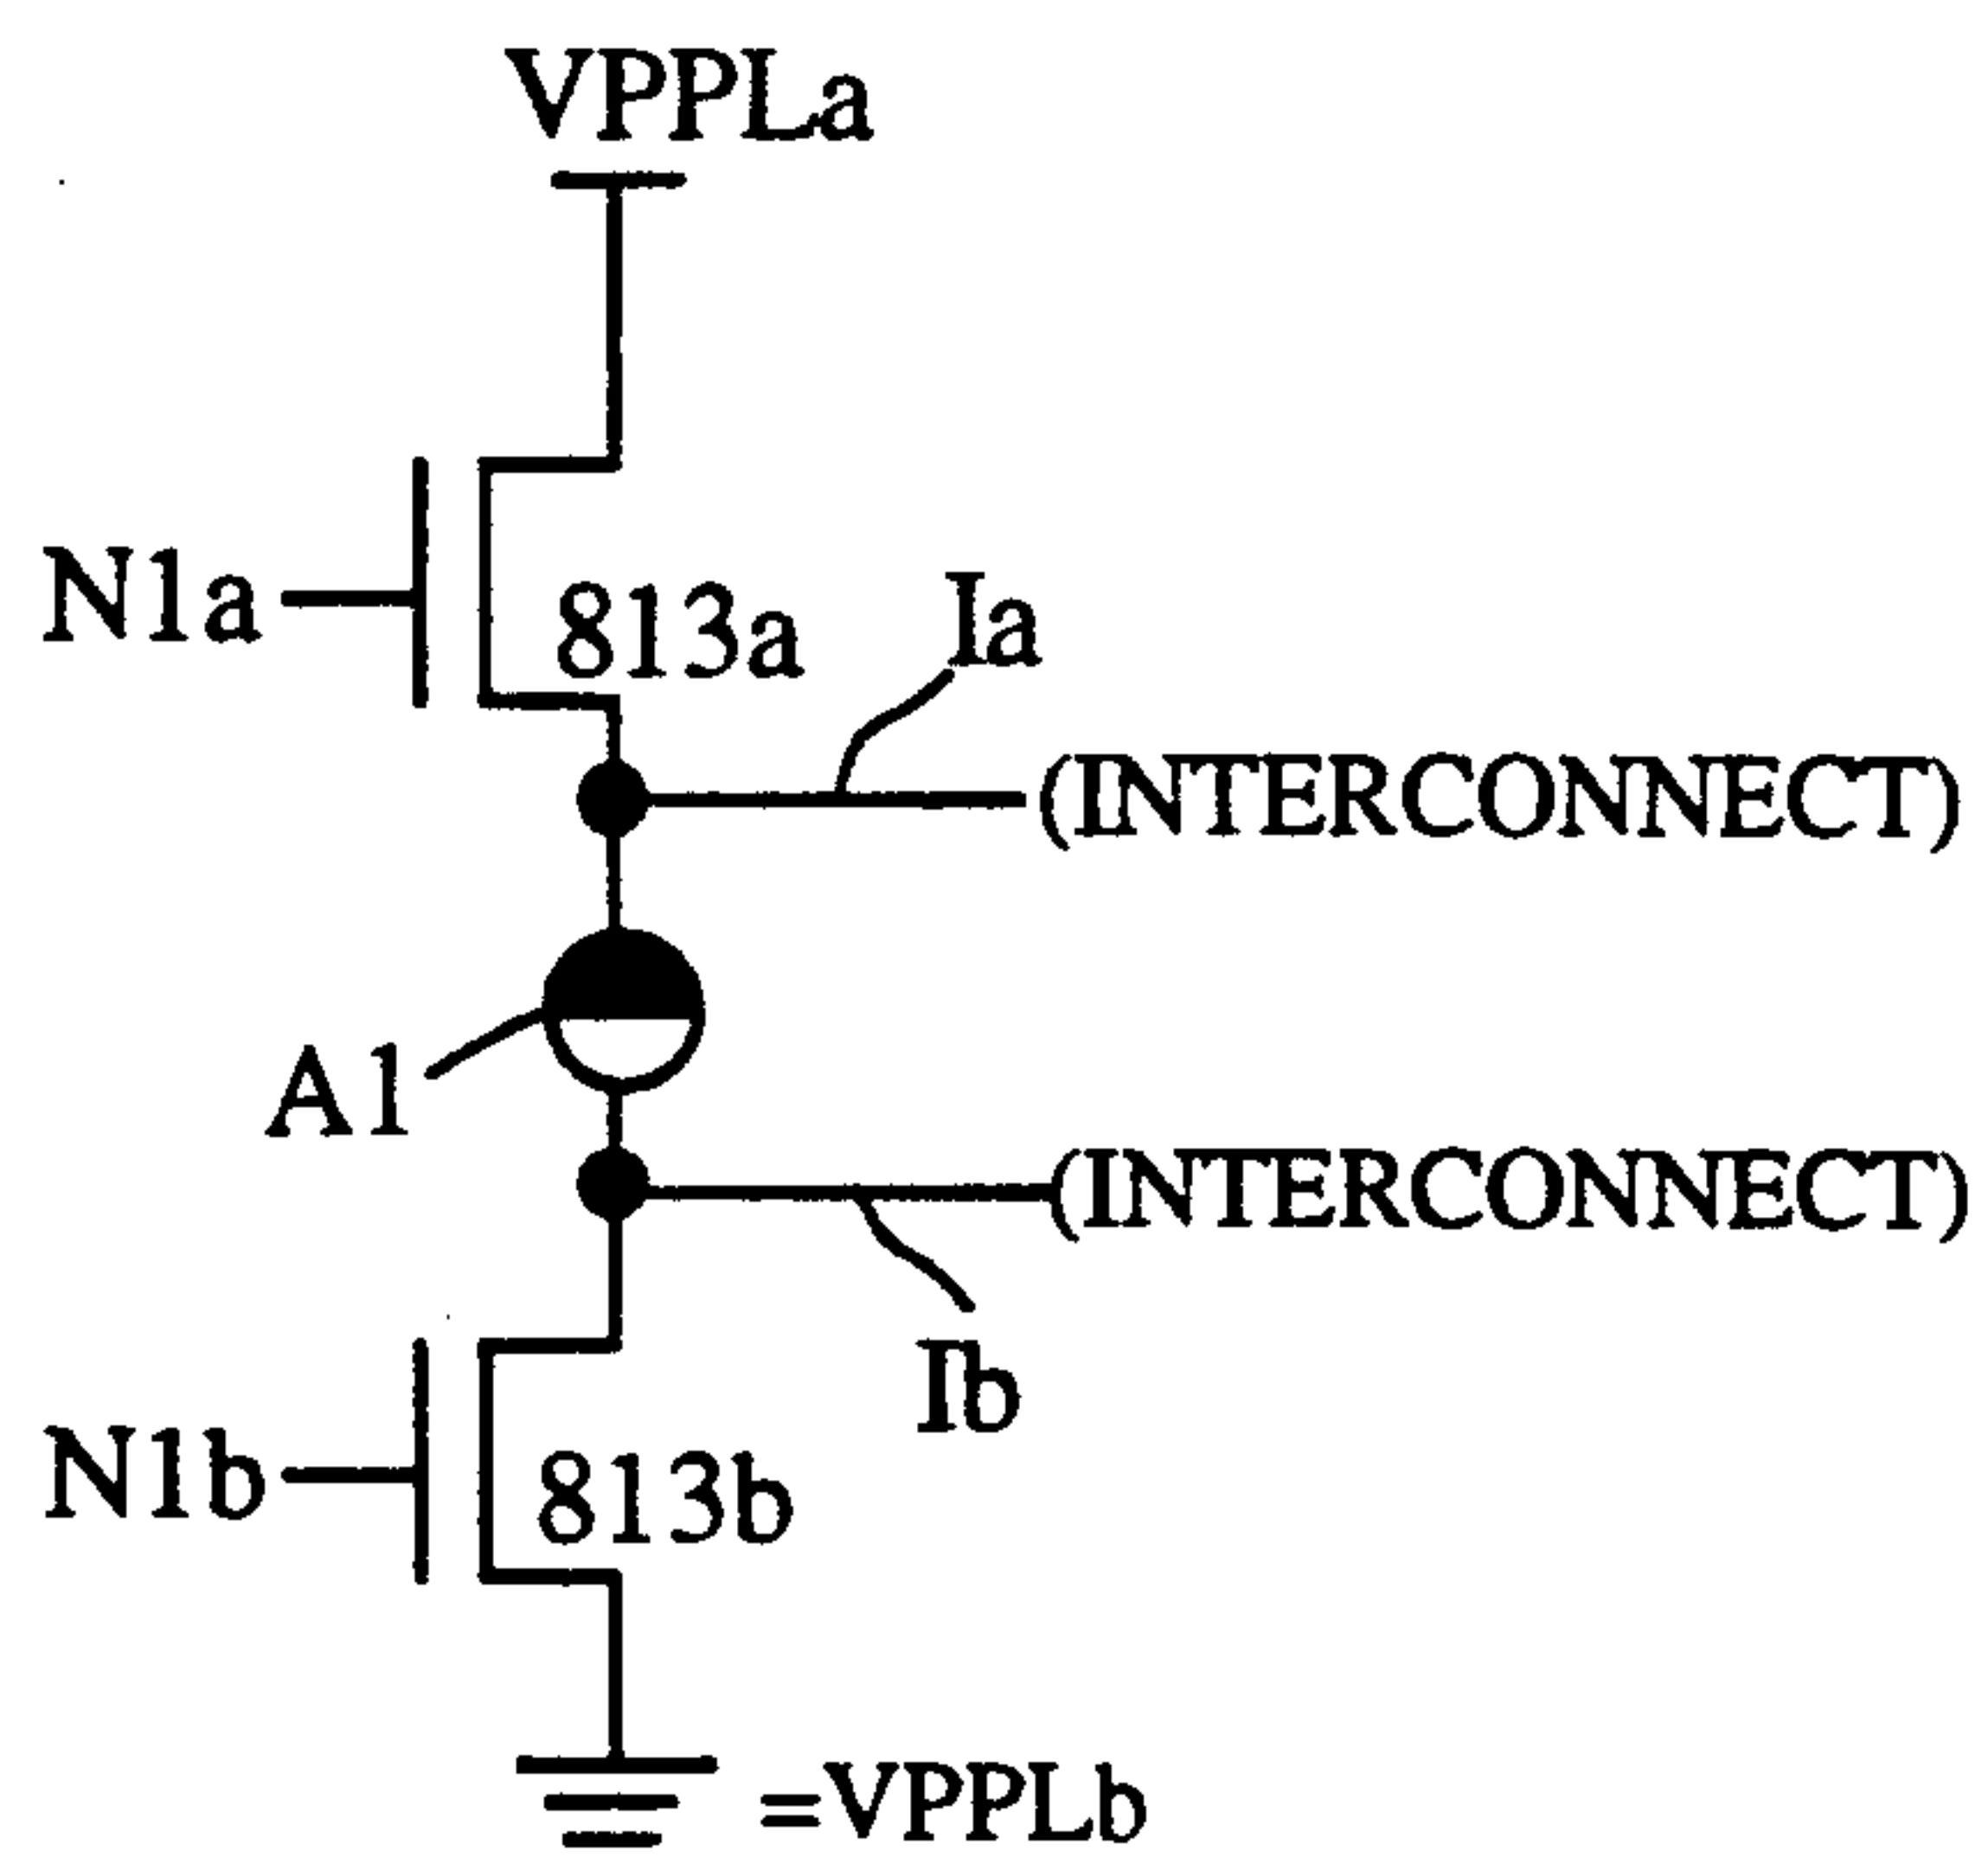 VPPLa
N1a
813a
Ia
(INTERCONNECT)
A1
(INTERCONNECT)
Ib
N1b
813b
=VPPLb